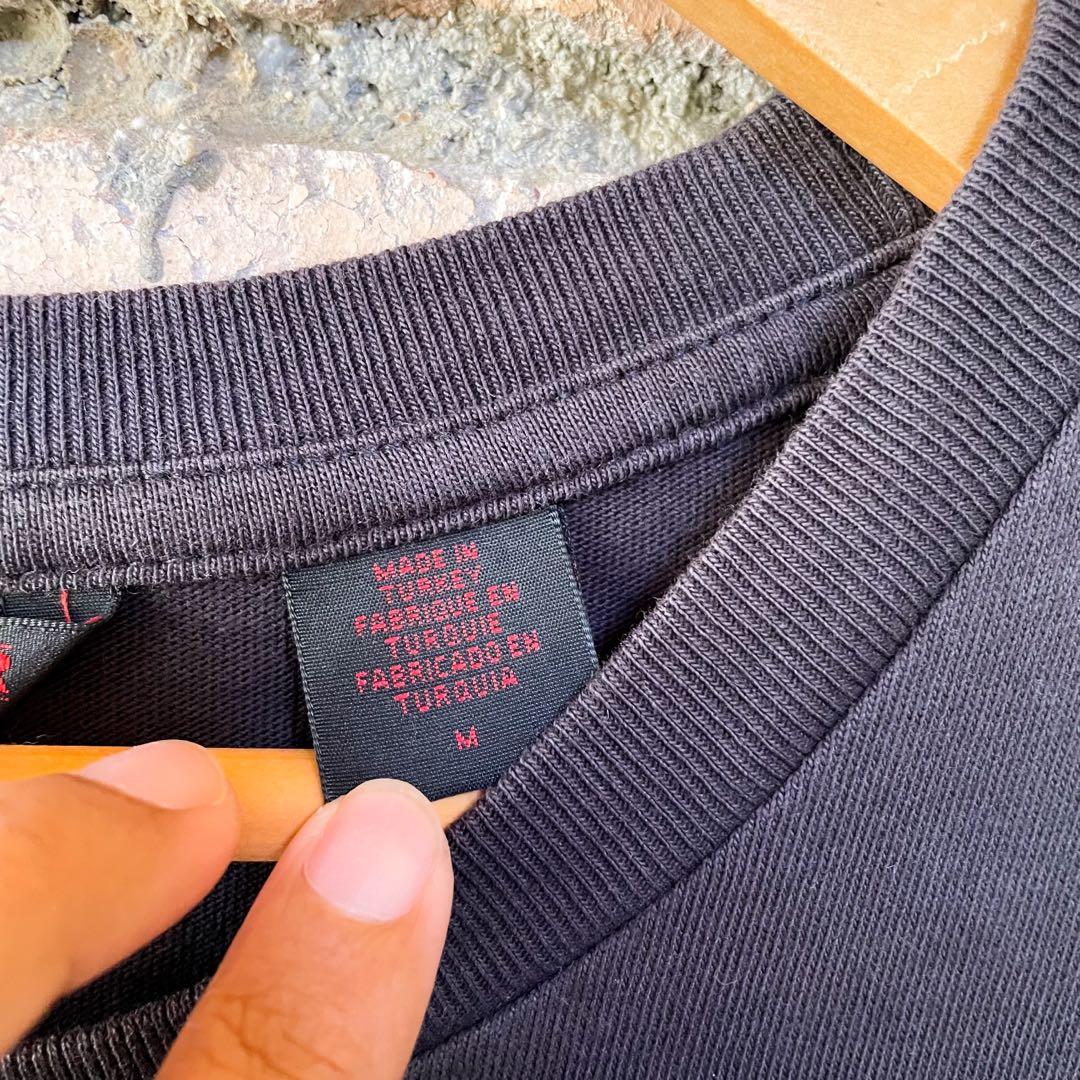 MADE IN
TURKEY
FABRIQUE EN
TURQUIE
FABRICADO EN
TURQUIA
M